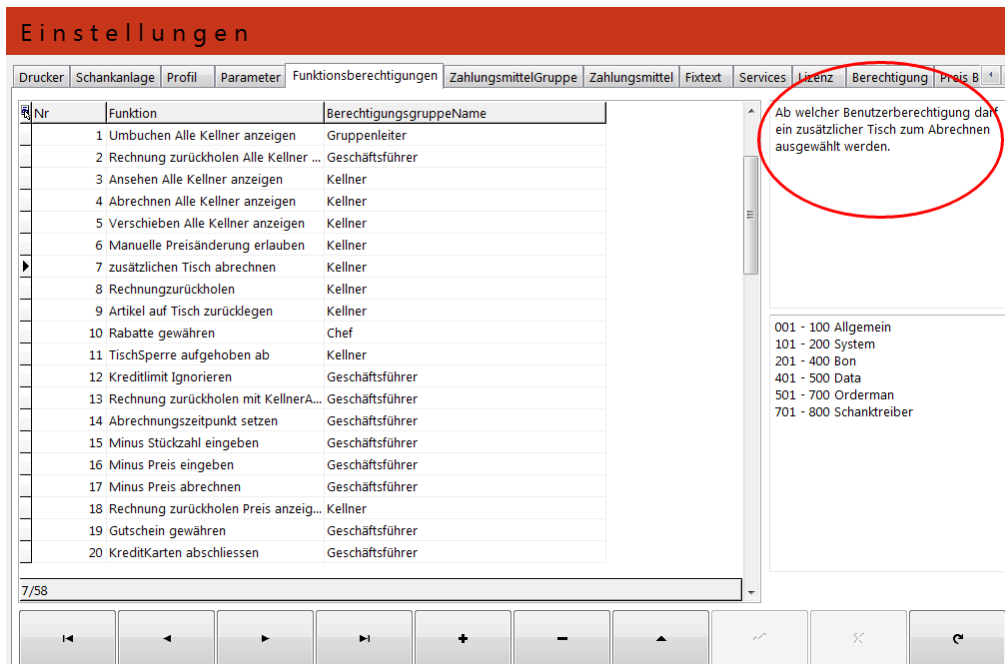 Einstellungen
Drucker Schankanlage Profil Parameter Funktionsberechtigungen ZahlungsmittelGruppe Zahlungsmittel Fixtext Services Lizenz Berechtigung Preis B
Nr Funktion BerechtigungsgruppeName
1 Umbuchen Alle Kellner anzeigen Gruppenleiter
2 Rechnung zurückholen Alle Kellner ... Geschäftsführer
3 Ansehen Alle Kellner anzeigen Kellner
4 Abrechnen Alle Kellner anzeigen Kellner
5 Verschieben Alle Kellner anzeigen Kellner
6 Manuelle Preisänderung erlauben Kellner
7 zusätzlichen Tisch abrechnen Kellner
8 Rechnungzurückholen Kellner
9 Artikel auf Tisch zurücklegen Kellner
10 Rabatte gewähren Chef
11 TischSperre aufgehoben ab Kellner
12 Kreditlimit Ignorieren Geschäftsführer
13 Rechnung zurückholen mit KellnerA... Geschäftsführer
14 Abrechnungszeitpunkt setzen Geschäftsführer
15 Minus Stückzahl eingeben Geschäftsführer
16 Minus Preis eingeben Geschäftsführer
17 Minus Preis abrechnen Geschäftsführer
18 Rechnung zurückholen Preis anzeig... Kellner
19 Gutschein gewähren Geschäftsführer
20 KreditKarten abschliessen Geschäftsführer
7/58
Ab welcher Benutzerberechtigung darf
ein zusätzlicher Tisch zum Abrechnen
ausgewählt werden.
001 - 100 Allgemein
101 - 200 System
201 - 400 Bon
401 - 500 Data
501 - 700 Orderman
701 - 800 Schanktreiber